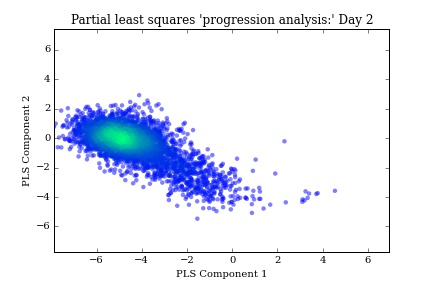 Partial least squares 'progression analysis:' Day 2
6
4
2
0
−2
−4
−6
PLS Component 2
−6 −4 −2 0 2 4 6
PLS Component 1